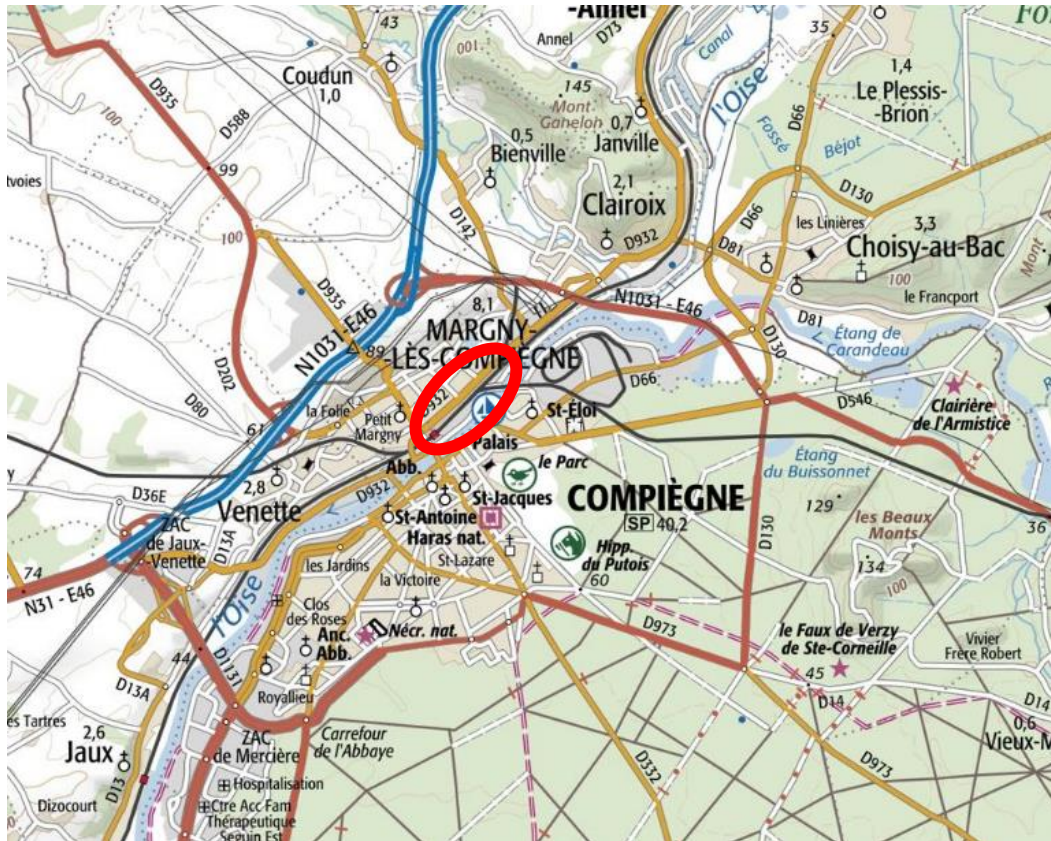 -Annel
Annel
D73
Canal
35
43
001
D935
Coudun
1,0
145
Mont
Ganelon
0,7
Janville
l'Oise
D66
1,4
Le Plessis-
-Brion
Fossé
Béjot
100
D588
0,5
Bienville
2,1
Clairoix
99
D142
D932
D66
D130
les Linières
3,3
Choisy-au-Bac
D81
100
le Francport
Mont
100
D935
N1031-E46
8,1
MARGNY-
-LÈS-COMPIÈGNE
N1031 - E46
D81
Étang de
Carandeau
D130
89
D202
D80
la Folie
Petit
Margny
D932
D66
St-Éloi
F.1
D546
Clairière
de l'Armistice
61
Palais
Abb.
le Parc
Étang
du Buissonnet
D36E
2,8
Venette
D932
St-Jacques
COMPIÈGNE
SP 40,2
129
les Beaux
Monts
36
ZAC
de Jaux-
-Venette
D13A
St-Antoine
Haras nat.
St-Lazare
Hipp
du Putois
D130
134
100
74
N31 - E46
les Jardins
la Victoire
60
l'Oise
Clos
des Roses
Anc.
Abb.
Nécr. nat.
D973
le Faux de Verzy
de Ste-Corneille
Vivier
Frère Robert
44
D13A
D1131
Royallieu
45
D14
D14
0,6
Vieux-M
es Tartres
2,6
Jaux
D13
ZAC
de Mercière
Carrefour
de l'Abbaye
D332
D973
Hospitalisation
Dizocourt
Ctre Acc Fam
Thérapeutique
Seguin Est